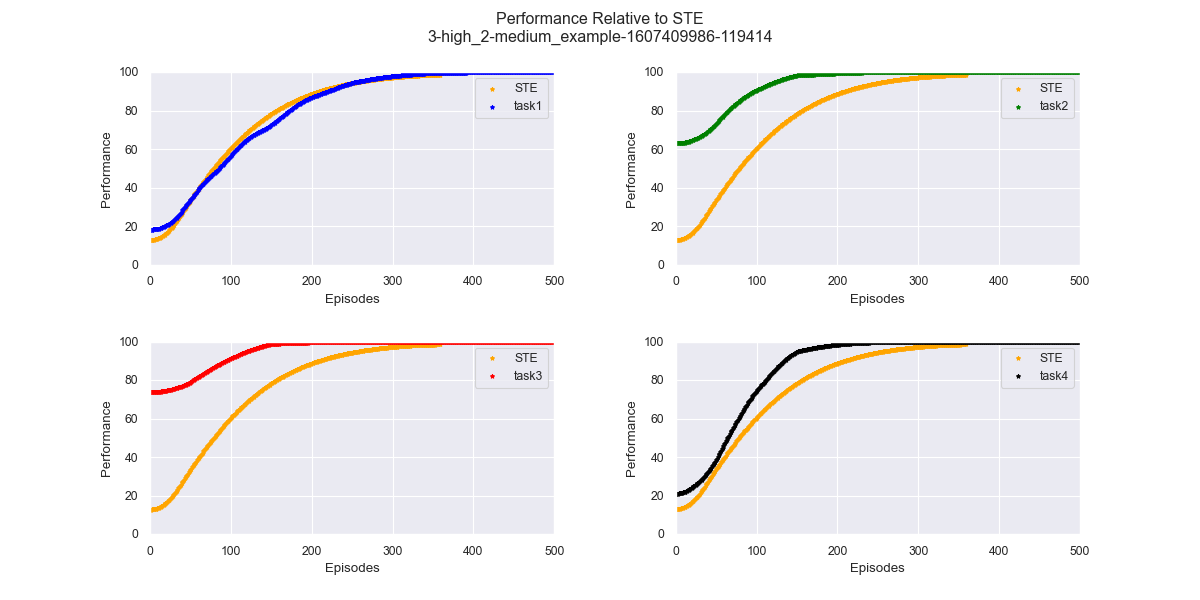 Performance Relative to STE
3-high_2-medium_example-1607409986-119414
100
80
60
40
20
0
Performance
STE
task1
0 100 200 300 400 500
Episodes
100
80
60
40
20
0
Performance
STE
task2
0 100 200 300 400 500
Episodes
100
80
60
40
20
0
Performance
STE
task3
0 100 200 300 400 500
Episodes
100
80
60
40
20
0
Performance
STE
task4
0 100 200 300 400 500
Episodes